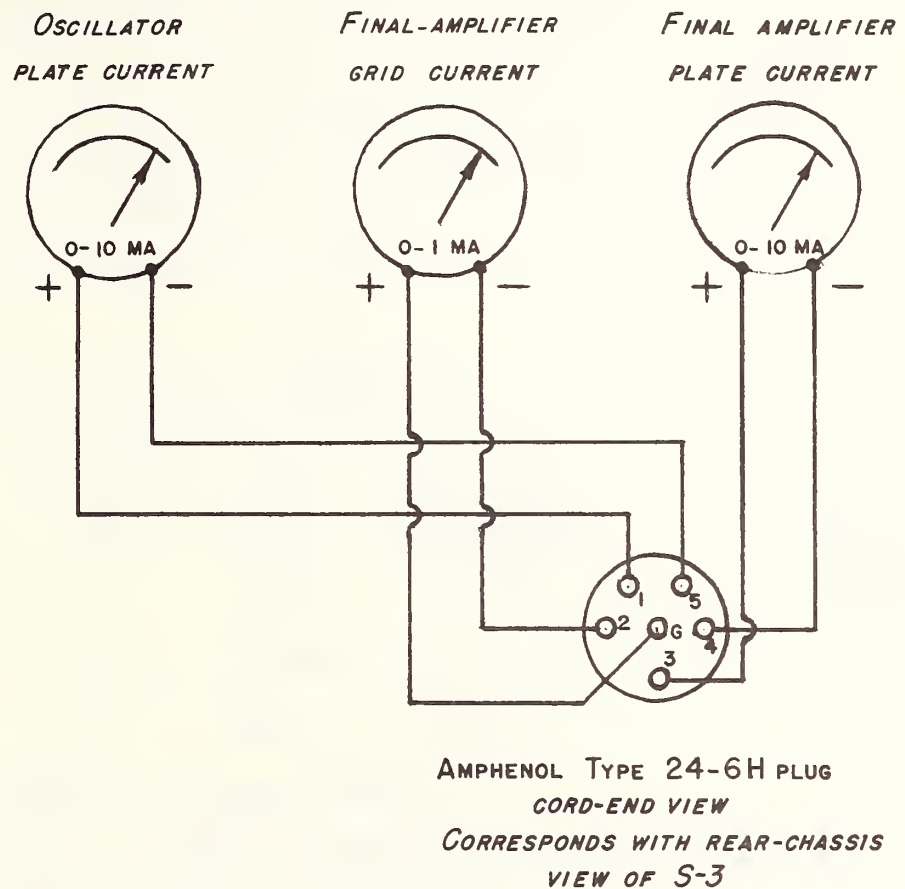 OSCILLATOR
PLATE CURRENT
FINAL-AMPLIFIER
GRID CURRENT
FINAL AMPLIFIER
PLATE CURRENT
0-10 MA
+ -
0-1 MA
+ -
0-10 MA
+ -
1 5
2 G 4
3
AMPHENOL TYPE 24-6H PLUG
CORD-END VIEW
CORRESPONDS WITH REAR-CHASSIS
VIEW OF S-3